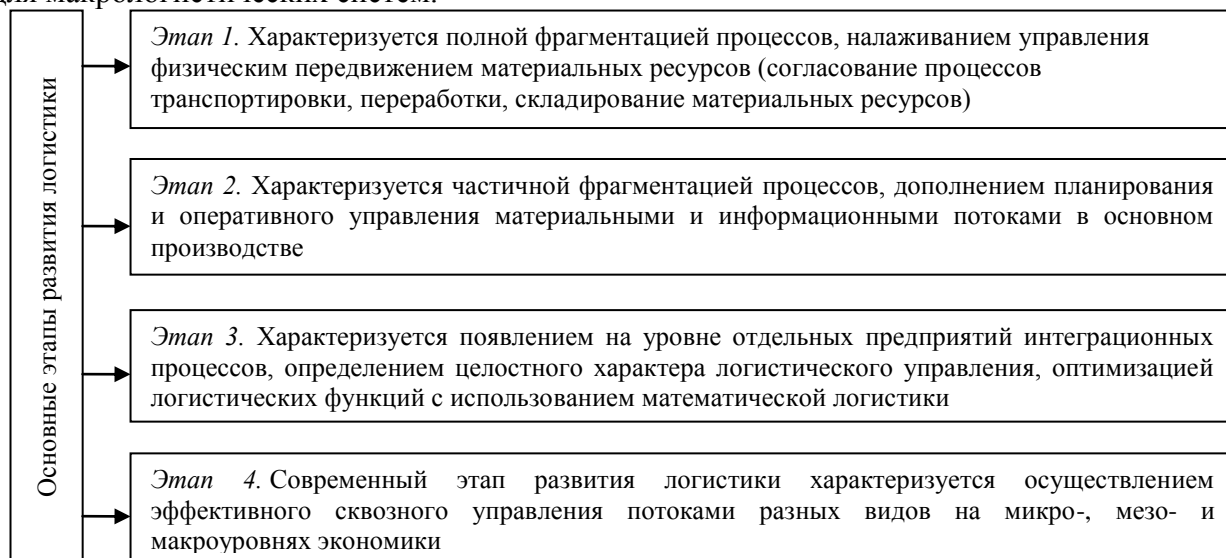 для макрологистических систем.
Основные этапы развития логистики
Этап 1. Характеризуется полной фрагментацией процессов, налаживанием управления
физическим передвижением материальных ресурсов (согласование процессов
транспортировки, переработки, складирование материальных ресурсов)
Этап 2. Характеризуется частичной фрагментацией процессов, дополнением планирования
и оперативного управления материальными и информационными потоками в основном
производстве
Этап 3. Характеризуется появлением на уровне отдельных предприятий интеграционных
процессов, определением целостного характера логистического управления, оптимизацией
логистических функций с использованием математической логистики
Этап 4. Современный этап развития логистики характеризуется осуществлением
эффективного сквозного управления потоками разных видов на микро-, мезо- и
макроуровнях экономики